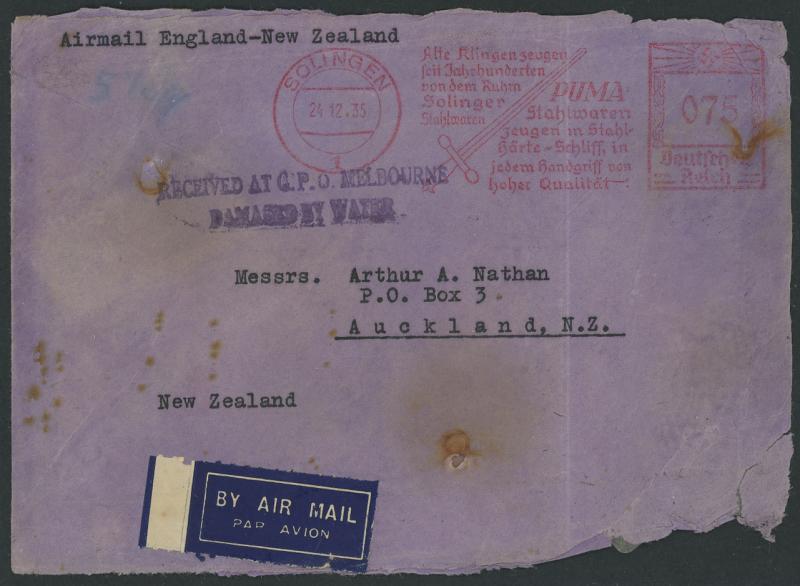 Airmail England-New Zealand
SOLINGEN
24.12.35
1
Alte Klingen zeugen
seit Jahrhunderten
von dem Ruhm
Solinger
Stahlwaren
PUMA
Stahlwaren
zeugen in Stahl-
Härte-Schliff, in
jedem Handgriff von
hoher Qualität
075
Deutsches
Reich
RECEIVED AT G.P.O. MELBOURNE
DAMAGED BY WATER
Messrs. Arthur A. Nathan
P.O. Box 3
Auckland, N.Z.
New Zealand
BY AIR MAIL
PAR AVION